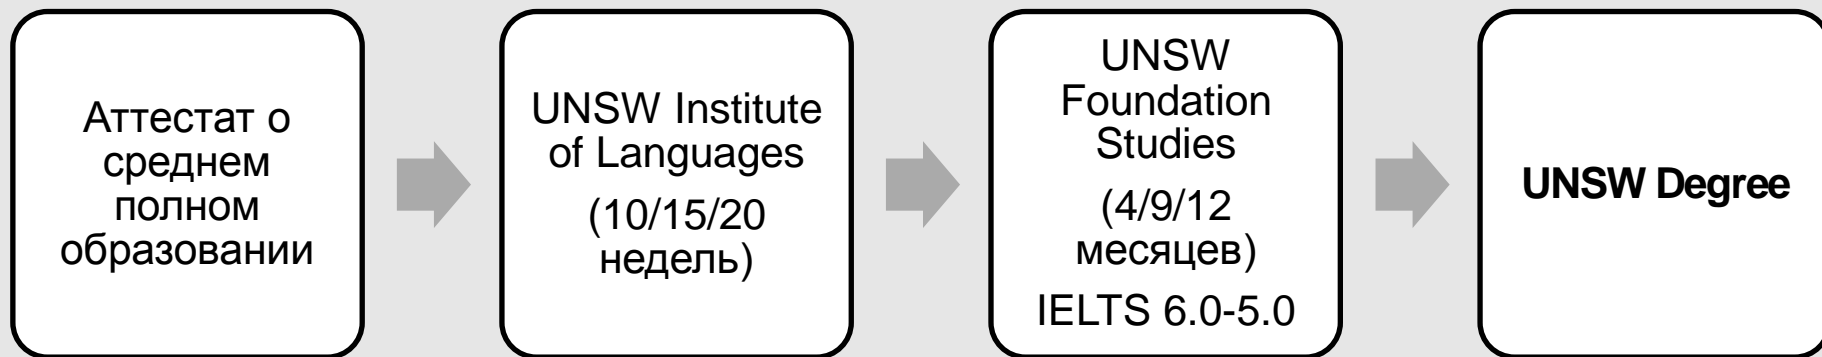 Аттестат о
среднем
полном
образовании
UNSW Institute
of Languages
(10/15/20
недель)
UNSW
Foundation
Studies
(4/9/12
месяцев)
IELTS 6.0-5.0
UNSW Degree